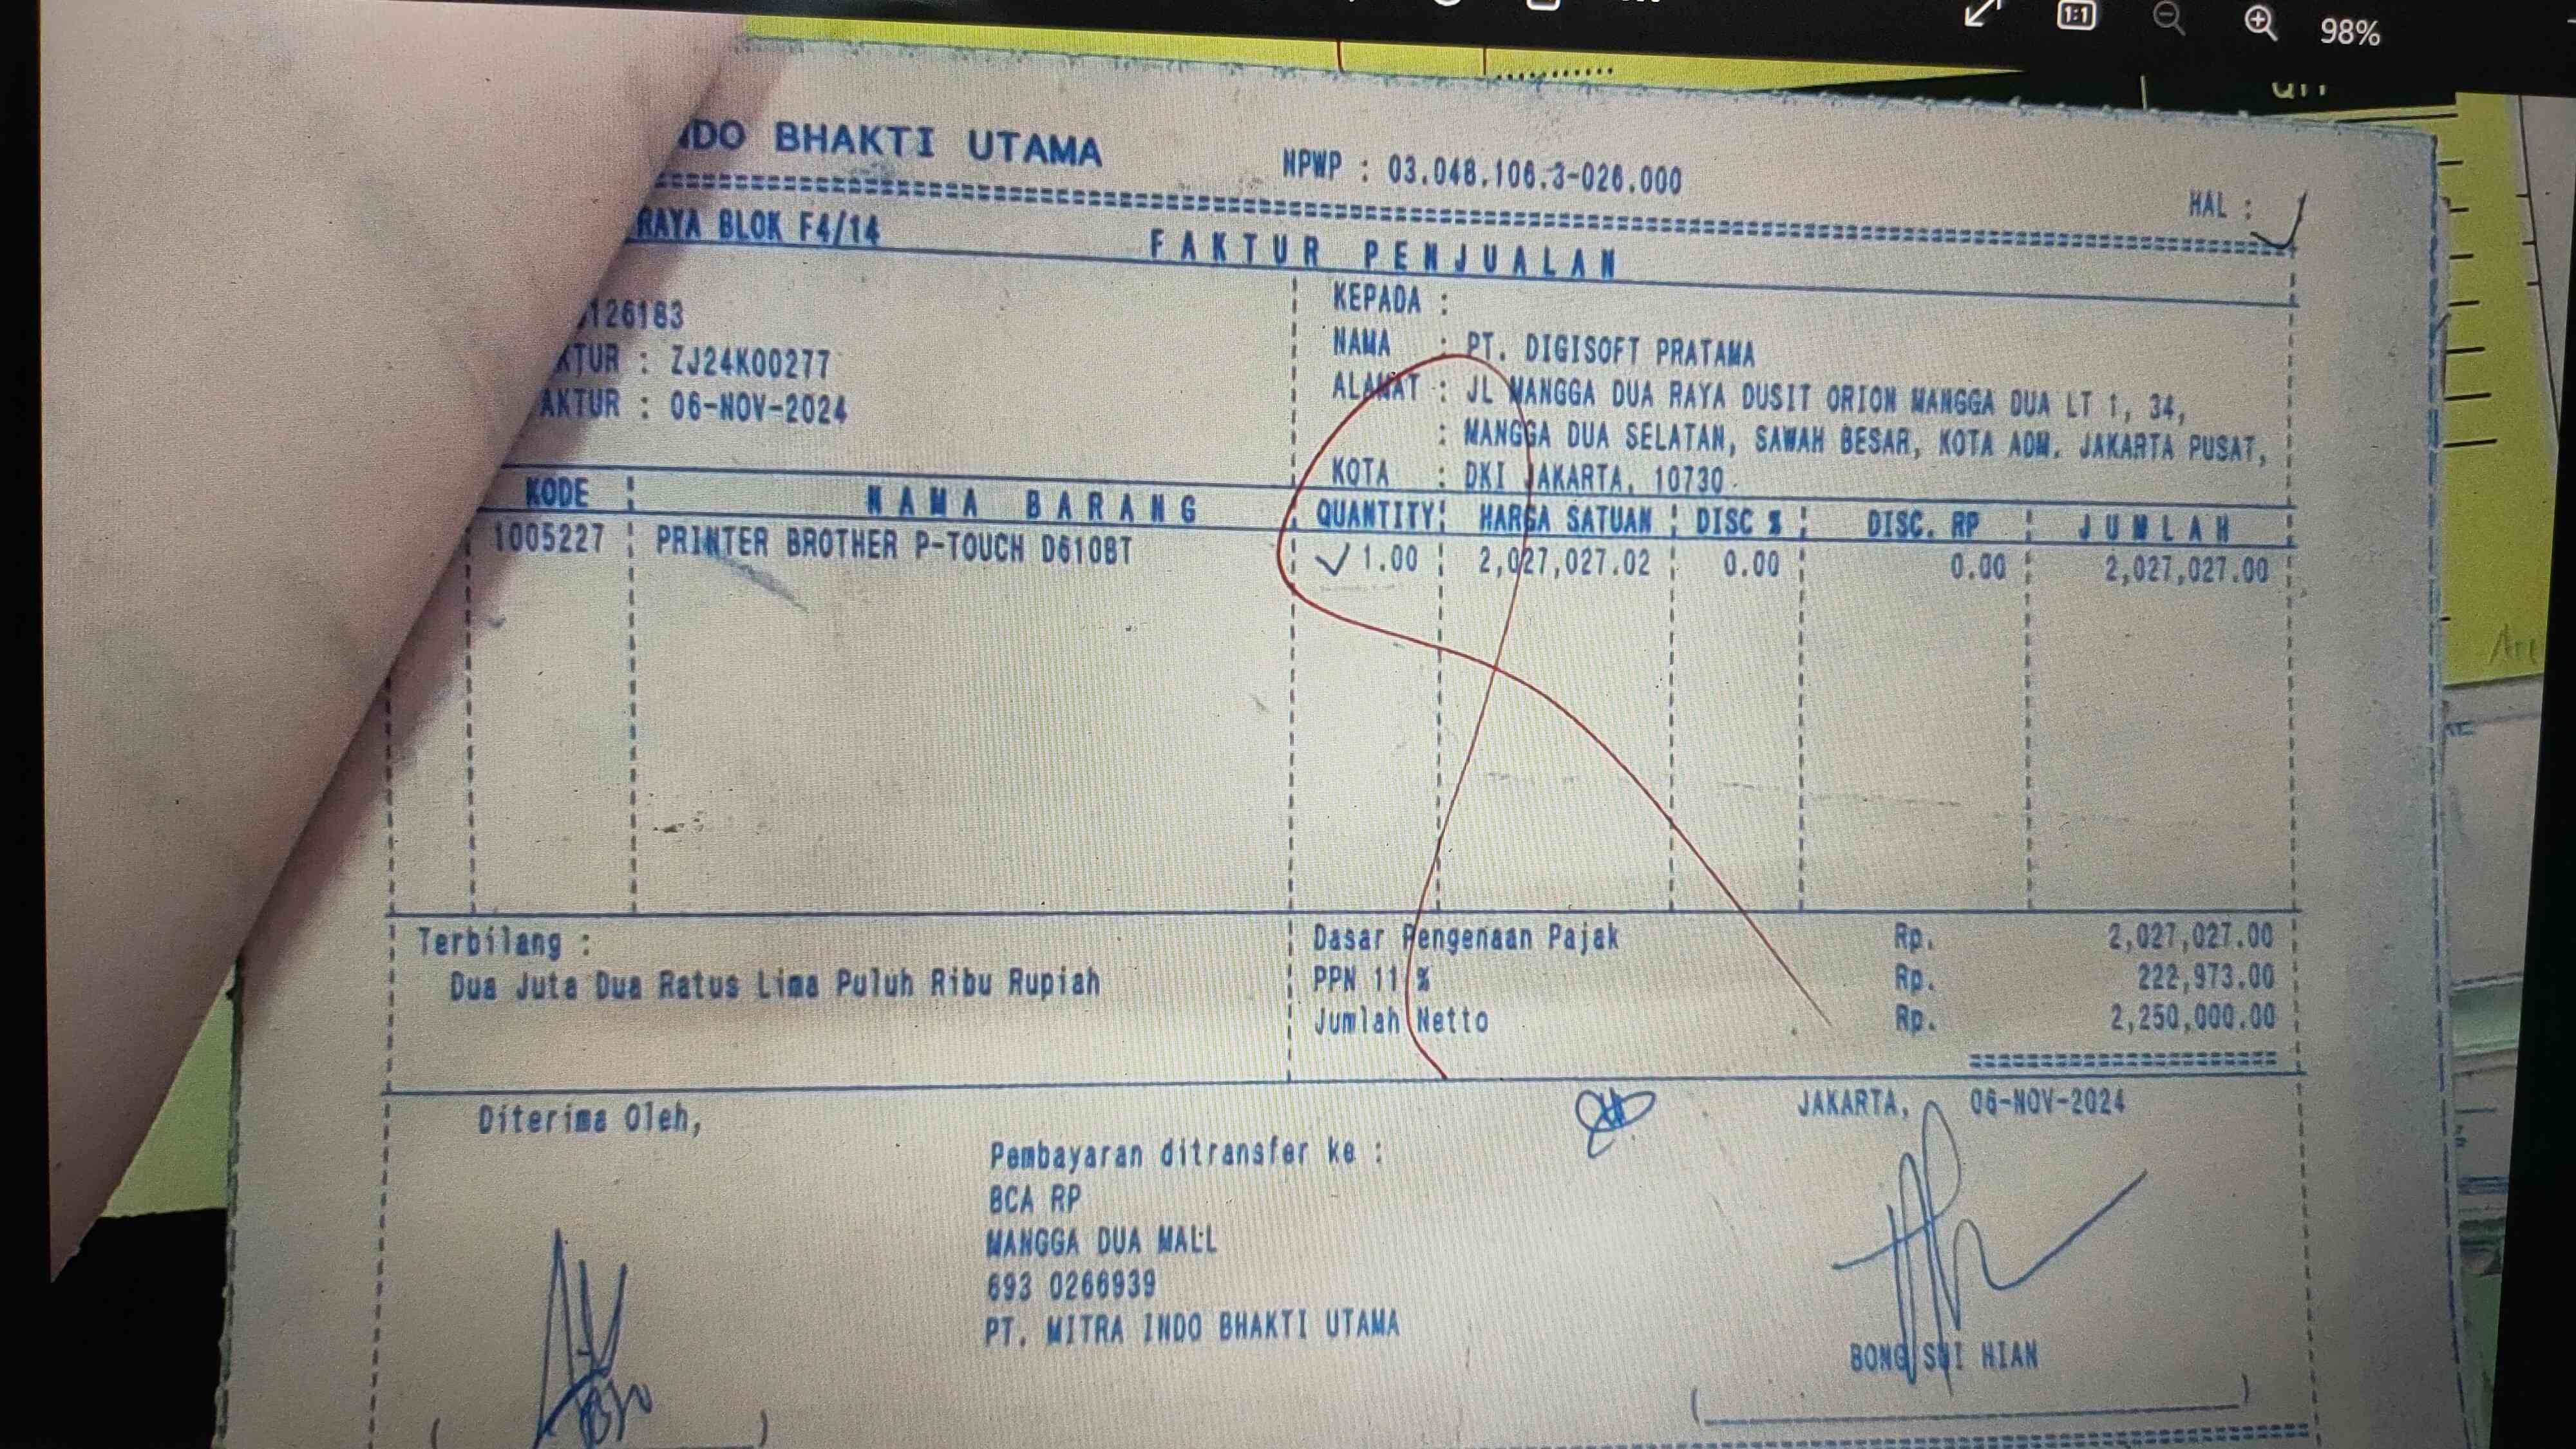 1:1
98%
INDO BHAKTI UTAMA
NPWP : 03.048.106.3-026.000
HAL :
RAYA BLOK F4/14
FAKTUR PENJUALAN
126183
KTUR : ZJ24K00277
AKTUR : 06-NOV-2024
KEPADA :
NAMA : PT. DIGISOFT PRATAMA
ALAMAT : JL MANGGA DUA RAYA DUSIT ORION MANGGA DUA LT 1, 34,
: MANGGA DUA SELATAN, SAWAH BESAR, KOTA ADM. JAKARTA PUSAT,
KOTA : DKI JAKARTA, 10730
KODE NAMA BARANG QUANTITY HARGA SATUAN DISC % DISC. RP JUMLAH
1005227 PRINTER BROTHER P-TOUCH D610BT 1.00 2,027,027.02 0.00 0.00 2,027,027.00
Terbilang :
Dua Juta Dua Ratus Lima Puluh Ribu Rupiah
Dasar Pengenaan Pajak Rp. 2,027,027.00
PPN 11 % Rp. 222,973.00
Jumlah Netto Rp. 2,250,000.00
Diterima Oleh,
JAKARTA, 06-NOV-2024
Pembayaran ditransfer ke :
BCA RP
MANGGA DUA MALL
693 0266939
PT. MITRA INDO BHAKTI UTAMA
BONG SUI HIAN